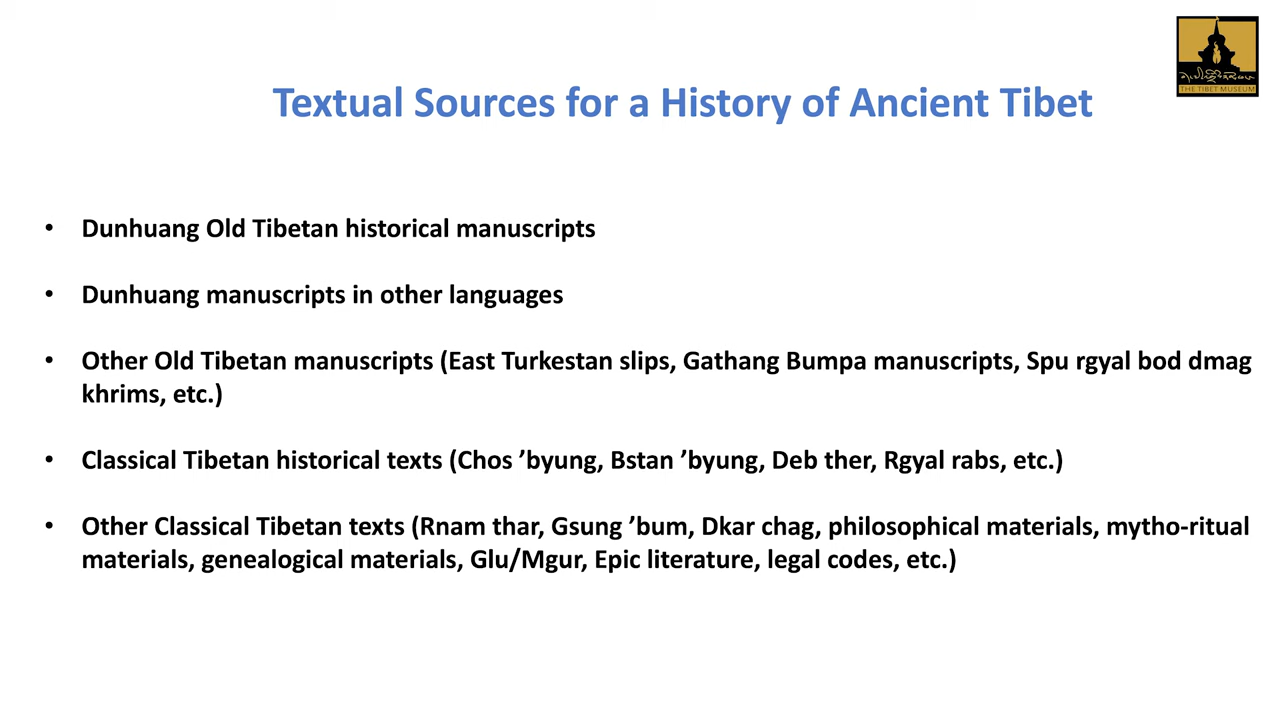 THE TIBET MUSEUM
Textual Sources for a History of Ancient Tibet
• Dunhuang Old Tibetan historical manuscripts
• Dunhuang manuscripts in other languages
• Other Old Tibetan manuscripts (East Turkestan slips, Gathang Bumpa manuscripts, Spu rgyal bod dmag
khrims, etc.)
• Classical Tibetan historical texts (Chos ’byung, Bstan ’byung, Deb ther, Rgyal rabs, etc.)
• Other Classical Tibetan texts (Rnam thar, Gsung ’bum, Dkar chag, philosophical materials, mytho-ritual
materials, genealogical materials, Glu/Mgur, Epic literature, legal codes, etc.)